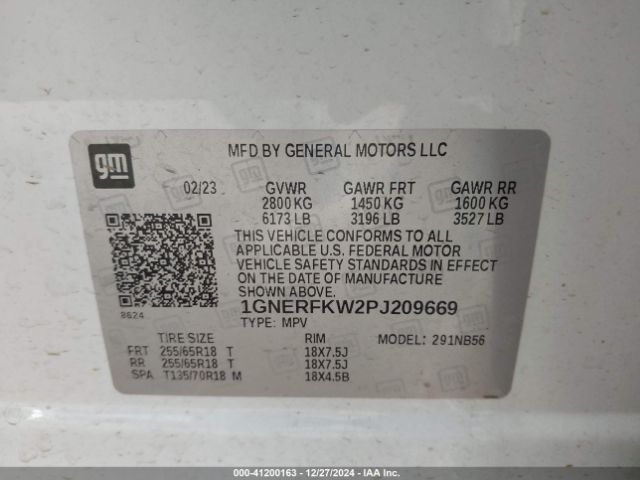 gm
MFD BY GENERAL MOTORS LLC
02/23 GVWR GAWR FRT GAWR RR
2800 KG 1450 KG 1600 KG
6173 LB 3196 LB 3527 LB
THIS VEHICLE CONFORMS TO ALL
APPLICABLE U.S. FEDERAL MOTOR
VEHICLE SAFETY STANDARDS IN EFFECT
ON THE DATE OF MANUFACTURE
SHOWN ABOVE.
8624
1GNERFKW2PJ209669
TYPE: MPV
TIRE SIZE RIM MODEL: 291NB56
FRT 255/65R18 T 18X7.5J
RR 255/65R18 T 18X7.5J
SPA T135/70R18 M 18X4.5B
000-41200163 - 12/27/2024 - IAAI.COM